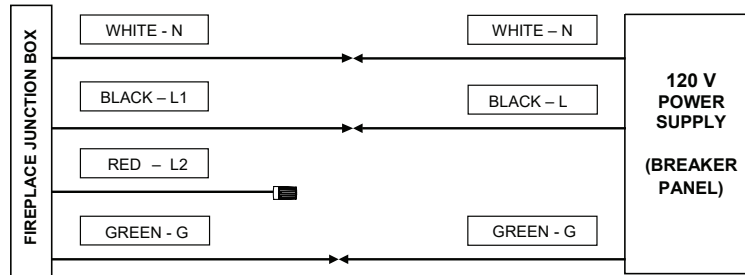 FIREPLACE JUNCTION BOX
WHITE - N
WHITE – N
BLACK – L1
BLACK – L
RED – L2
GREEN - G
GREEN - G
120 V
POWER
SUPPLY
(BREAKER
PANEL)